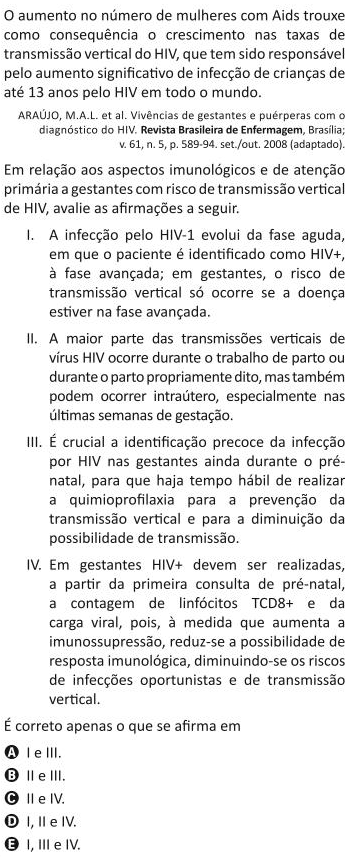 O aumento no número de mulheres com Aids trouxe
como consequência o crescimento nas taxas de
transmissão vertical do HIV, que tem sido responsável
pelo aumento significativo de infecção de crianças de
até 13 anos pelo HIV em todo o mundo.
ARAÚJO, M.A.L. et al. Vivências de gestantes e puérperas com o
diagnóstico do HIV. Revista Brasileira de Enfermagem, Brasília;
v. 61, n. 5, p. 589-94. set./out. 2008 (adaptado).
Em relação aos aspectos imunológicos e de atenção
primária a gestantes com risco de transmissão vertical
de HIV, avalie as afirmações a seguir.
I. A infecção pelo HIV-1 evolui da fase aguda,
em que o paciente é identificado como HIV+,
à fase avançada; em gestantes, o risco de
transmissão vertical só ocorre se a doença
estiver na fase avançada.
II. A maior parte das transmissões verticais de
vírus HIV ocorre durante o trabalho de parto ou
durante o parto propriamente dito, mas também
podem ocorrer intraútero, especialmente nas
últimas semanas de gestação.
III. É crucial a identificação precoce da infecção
por HIV nas gestantes ainda durante o pré-
natal, para que haja tempo hábil de realizar
a quimioprofilaxia para a prevenção da
transmissão vertical e para a diminuição da
possibilidade de transmissão.
IV. Em gestantes HIV+ devem ser realizadas,
a partir da primeira consulta de pré-natal,
a contagem de linfócitos TCD8+ e da
carga viral, pois, à medida que aumenta a
imunossupressão, reduz-se a possibilidade de
resposta imunológica, diminuindo-se os riscos
de infecções oportunistas e de transmissão
vertical.
É correto apenas o que se afirma em
A I e III.
B II e III.
C II e IV.
D I, II e IV.
E I, III e IV.